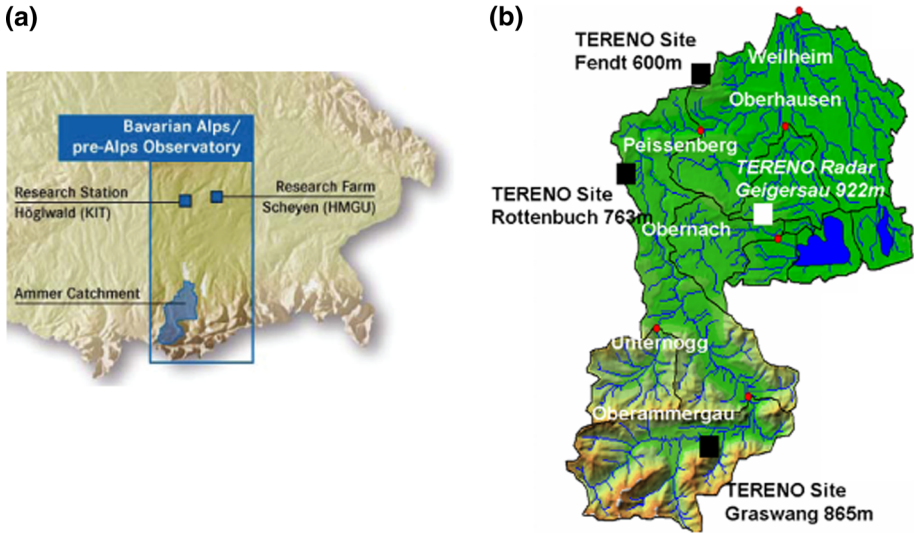 (a)
Bavarian Alps/
pre-Alps Observatory
Research Station
Höglwald (KIT)
Research Farm
Scheyen (HMGU)
Ammer Catchment
(b)
TERENO Site
Fendt 600m
Weilheim
Oberhausen
Peissenberg
TERENO Radar
Geigersau 922m
TERENO Site
Rottenbuch 763m
Obernach
Unternogg
Oberammergau
TERENO Site
Graswang 865m